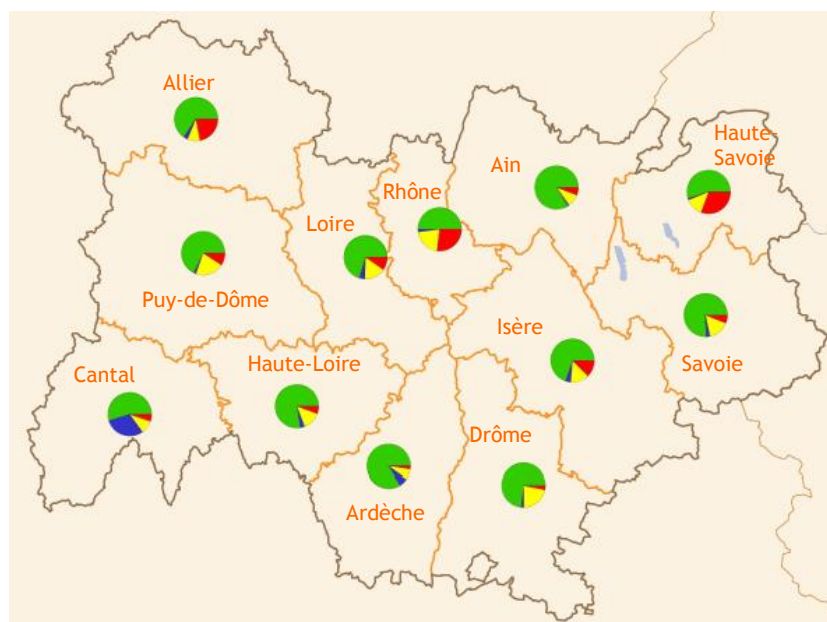 Allier
Haute-
Savoie
Ain
Rhône
Loire
Puy-de-Dôme
Isère
Savoie
Cantal
Haute-Loire
Drôme
Ardèche